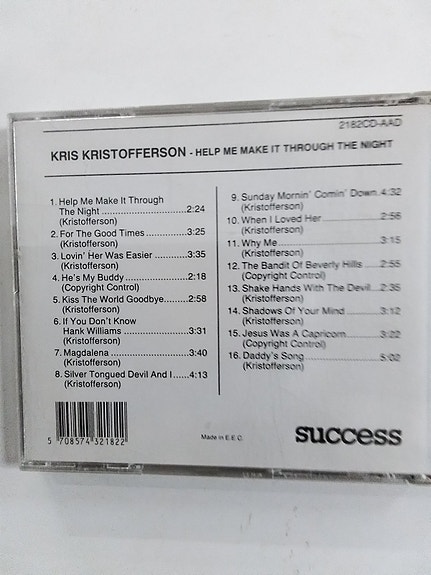 2182CD-AAD
KRIS KRISTOFFERSON - HELP ME MAKE IT THROUGH THE NIGHT
1. Help Me Make It Through
The Night ........................2:24
(Kristofferson)
2. For The Good Times ...........3:25
(Kristofferson)
3. Lovin' Her Was Easier ........3:35
(Kristofferson)
4. He's My Buddy ..................2:18
(Copyright Control)
5. Kiss The World Goodbye.......2:58
(Kristofferson)
6. If You Don't Know
Hank Williams ...................3:31
(Kristofferson)
7. Magdalena ........................3:40
(Kristofferson)
8. Silver Tongued Devil And I......4:13
(Kristofferson)
9. Sunday Mornin' Comin' Down.4:32
(Kristofferson)
10. When I Loved Her...............2:56
(Kristofferson)
11. Why Me............................3:15
(Kristofferson)
12. The Bandit Of Beverly Hills ....2:55
(Copyright Control)
13. Shake Hands With The Devil...2:35
(Kristofferson)
14. Shadows Of Your Mind .........3:12
(Kristofferson)
15. Jesus Was A Capricorn.........3:22
(Copyright Control)
16. Daddy's Song....................5:02
(Kristofferson)
5 708574 321822
Made in E.E.C.
success